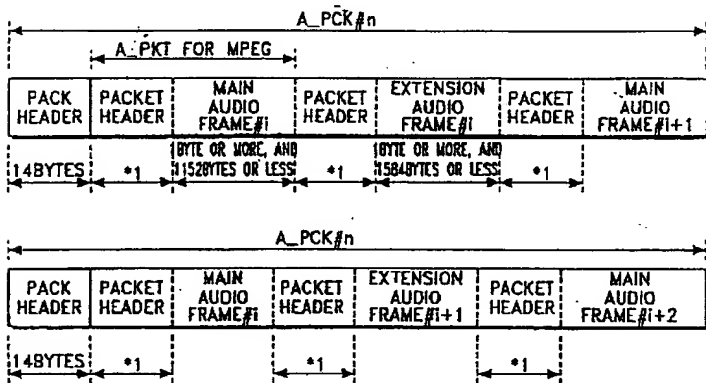 A_PCK#n
A_PKT FOR MPEG
PACK HEADER
PACKET HEADER
MAIN AUDIO FRAME#i
PACKET HEADER
EXTENSION AUDIO FRAME#i
PACKET HEADER
MAIN AUDIO FRAME#i+1
14BYTES
*1
1BYTE OR MORE, AND 1152BYTES OR LESS
*1
1BYTE OR MORE, AND 1584BYTES OR LESS
*1
A_PCK#n
PACK HEADER
PACKET HEADER
MAIN AUDIO FRAME#i
PACKET HEADER
EXTENSION AUDIO FRAME#i+1
PACKET HEADER
MAIN AUDIO FRAME#i+2
14BYTES
*1
*1
*1